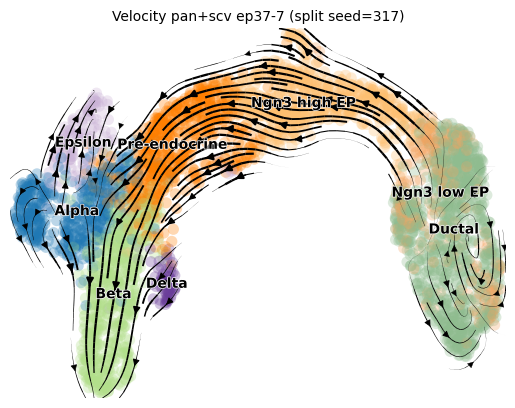 Velocity pan+scv ep37-7 (split seed=317)
Ngn3 high EP
Epsilon
Pre-endocrine
Ngn3 low EP
Alpha
Ductal
Delta
Beta